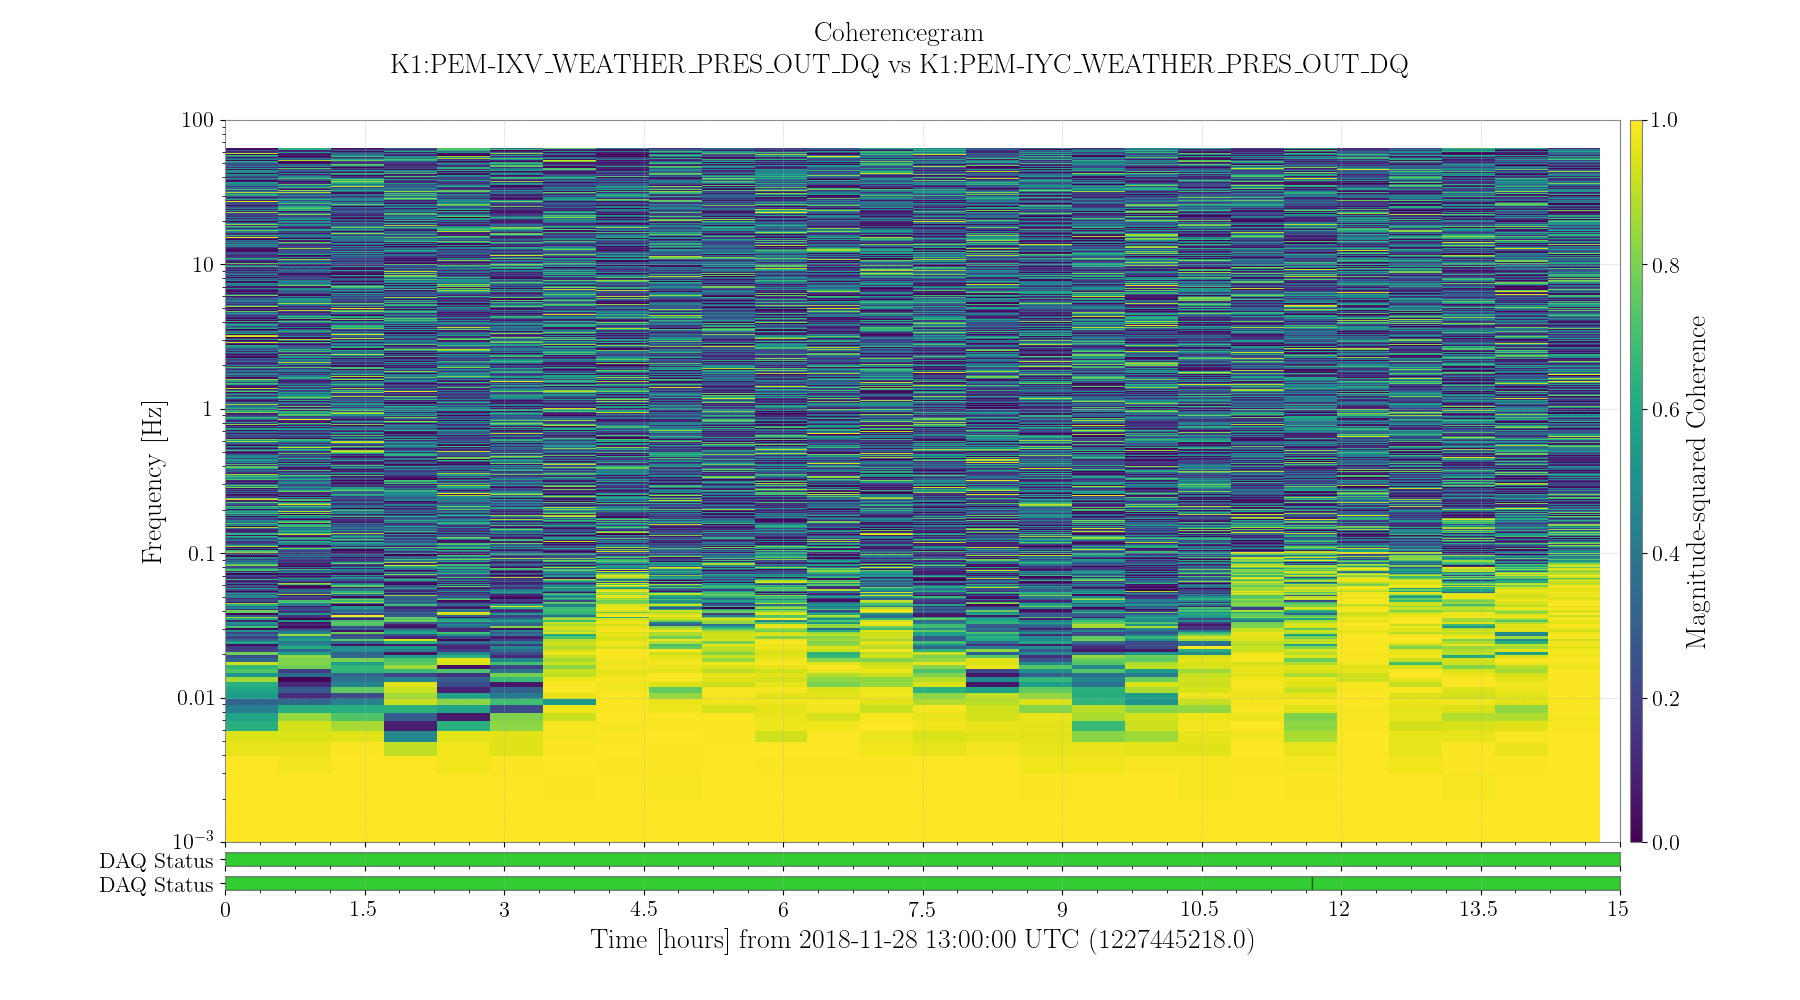 Coherencegram
K1:PEM-IXV_WEATHER_PRES_OUT_DQ vs K1:PEM-IYC_WEATHER_PRES_OUT_DQ
Frequency [Hz]
100
10
1
0.1
0.01
10⁻³
1.0
0.8
0.6
0.4
0.2
0.0
Magnitude-squared Coherence
DAQ Status
DAQ Status
0 1.5 3 4.5 6 7.5 9 10.5 12 13.5 15
Time [hours] from 2018-11-28 13:00:00 UTC (1227445218.0)